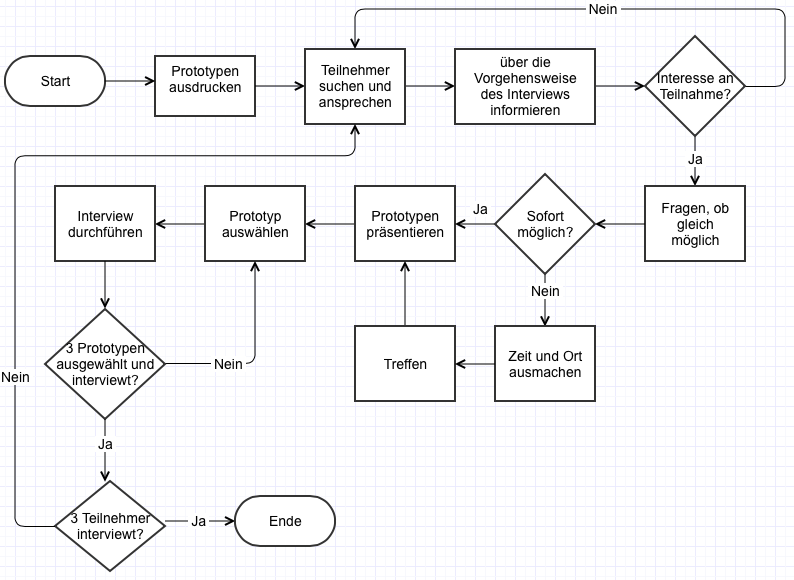 Nein
Start
Prototypen
ausdrucken
Teilnehmer
suchen und
ansprechen
über die
Vorgehensweise
des Interviews
informieren
Interesse an
Teilnahme?
Ja
Interview
durchführen
Prototyp
auswählen
Prototypen
präsentieren
Ja
Sofort
möglich?
Fragen, ob
gleich
möglich
Nein
3 Prototypen
ausgewählt und
interviewt?
Nein
Treffen
Zeit und Ort
ausmachen
Nein
Ja
3 Teilnehmer
interviewt?
Ja
Ende